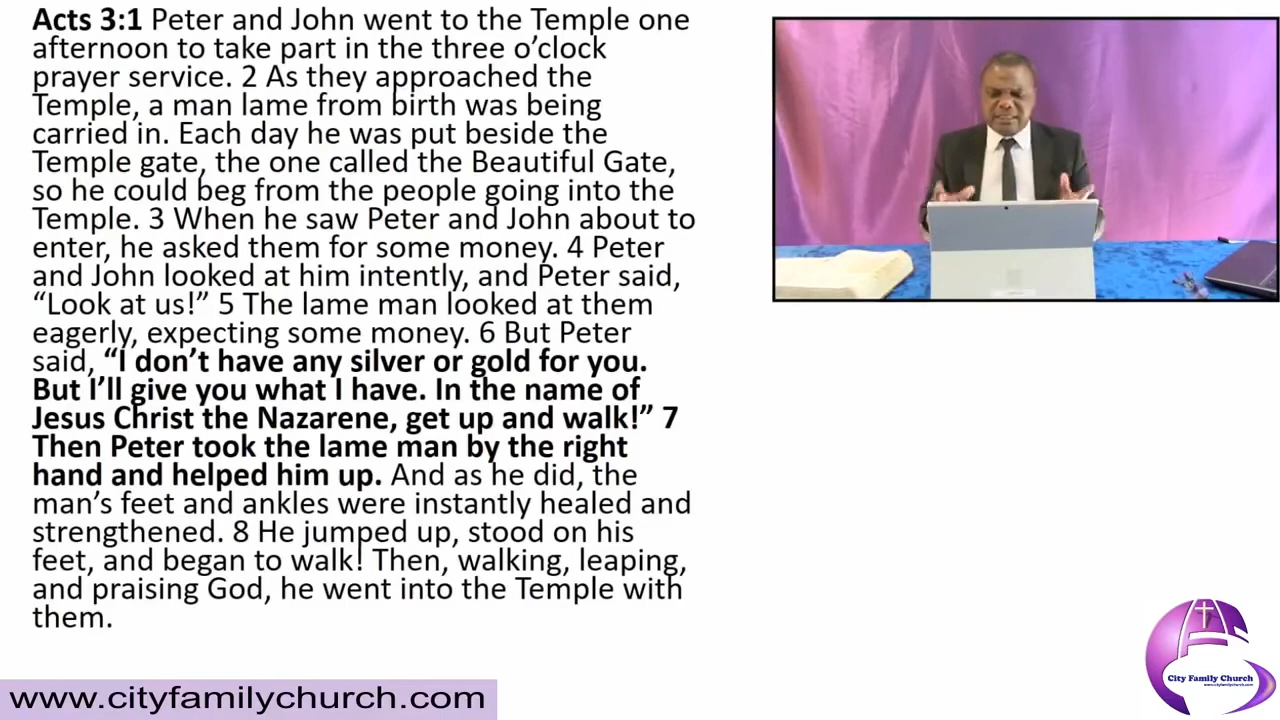 Acts 3:1 Peter and John went to the Temple one
afternoon to take part in the three o’clock
prayer service. 2 As they approached the
Temple, a man lame from birth was being
carried in. Each day he was put beside the
Temple gate, the one called the Beautiful Gate,
so he could beg from the people going into the
Temple. 3 When he saw Peter and John about to
enter, he asked them for some money. 4 Peter
and John looked at him intently, and Peter said,
“Look at us!” 5 The lame man looked at them
eagerly, expecting some money. 6 But Peter
said, “I don’t have any silver or gold for you.
But I’ll give you what I have. In the name of
Jesus Christ the Nazarene, get up and walk!” 7
Then Peter took the lame man by the right
hand and helped him up. And as he did, the
man’s feet and ankles were instantly healed and
strengthened. 8 He jumped up, stood on his
feet, and began to walk! Then, walking, leaping,
and praising God, he went into the Temple with
them.
www.cityfamilychurch.com
City Family Church
www.cityfamilychurch.com